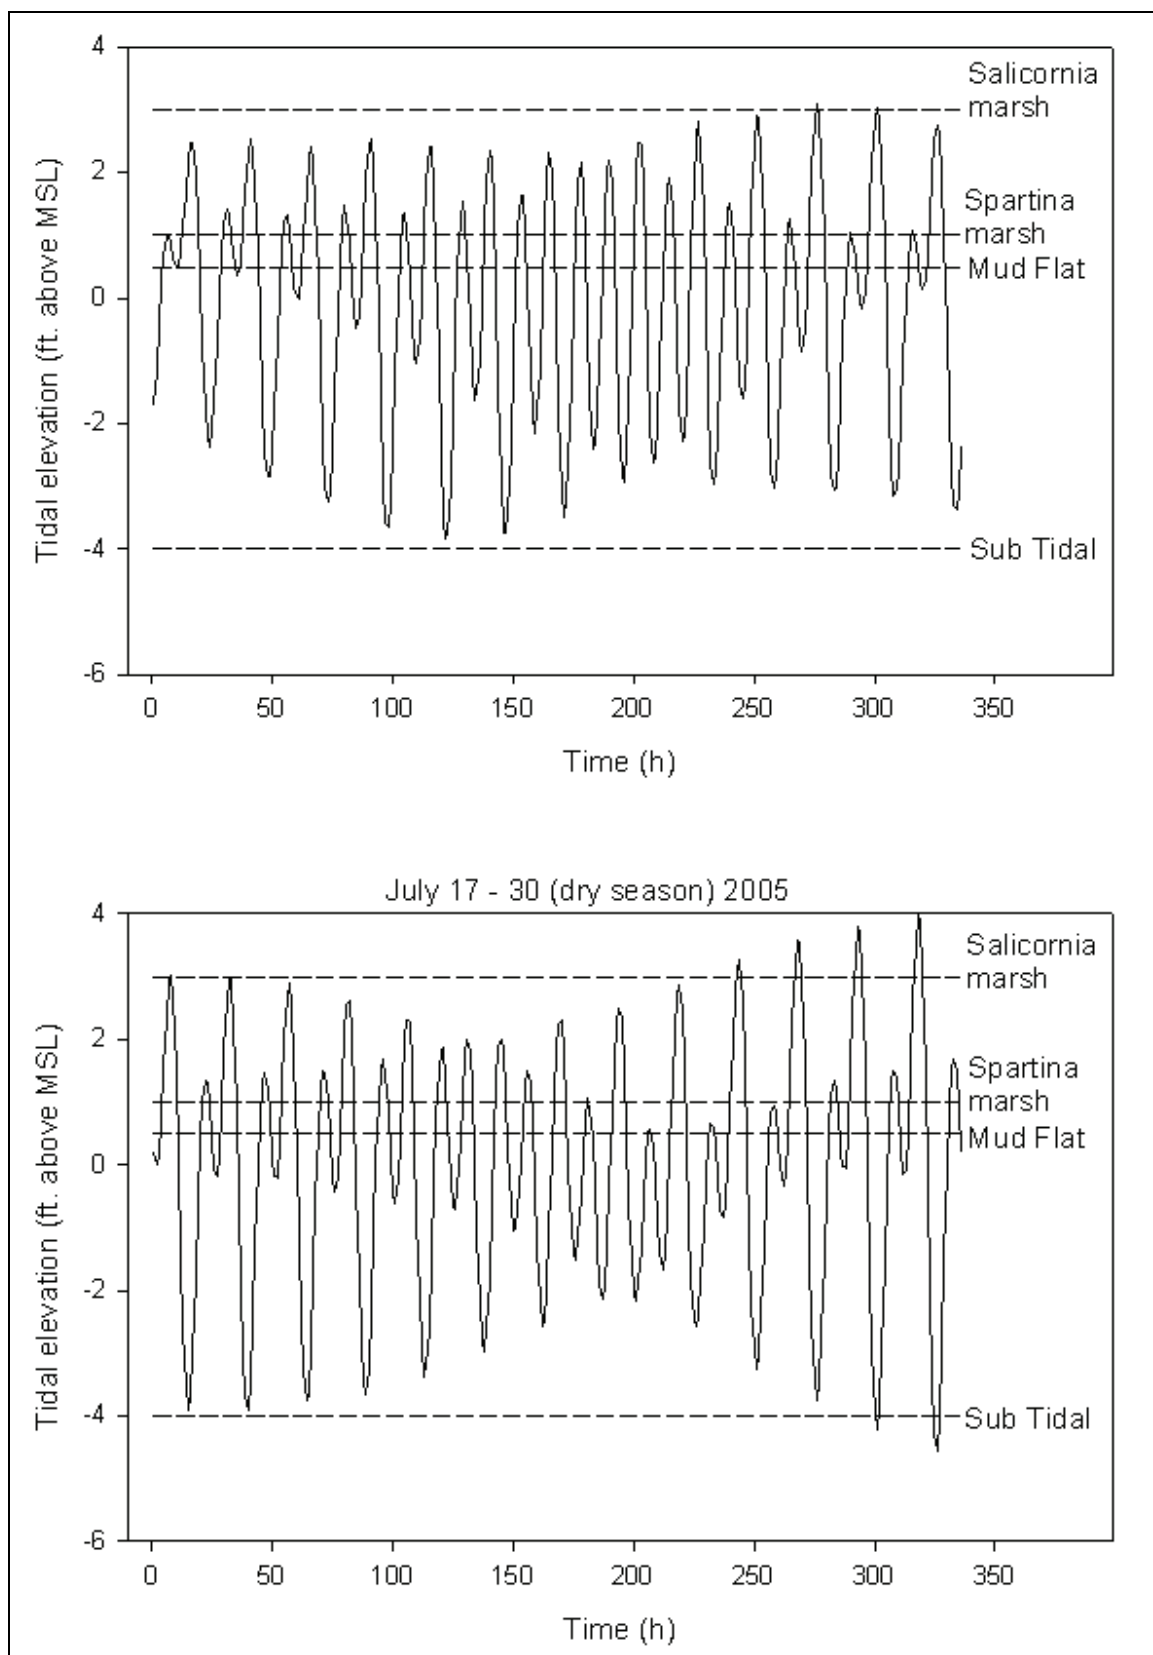 4
Salicornia
marsh
2
Spartina
marsh
Mud Flat
0
-2
-4
Sub Tidal
-6
Tidal elevation (ft. above MSL)
0 50 100 150 200 250 300 350
Time (h)
July 17 - 30 (dry season) 2005
4
Salicornia
marsh
2
Spartina
marsh
Mud Flat
0
-2
-4
Sub Tidal
-6
Tidal elevation (ft. above MSL)
0 50 100 150 200 250 300 350
Time (h)